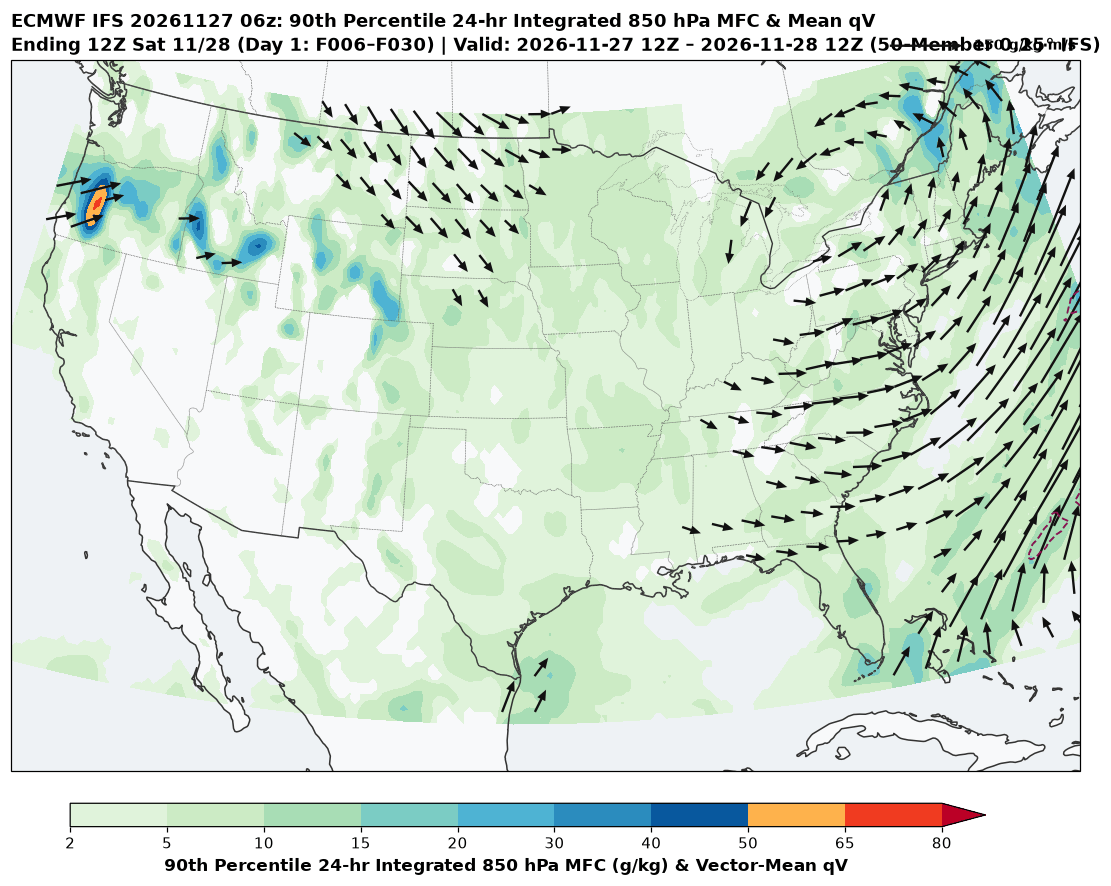 ECMWF IFS 20261127 06z: 90th Percentile 24-hr Integrated 850 hPa MFC & Mean qV
Ending 12Z Sat 11/28 (Day 1: F006–F030) | Valid: 2026-11-27 12Z – 2026-11-28 12Z (50-Member 0.25° IFS)
150 g/kg·m/s
2 5 10 15 20 30 40 50 65 80
90th Percentile 24-hr Integrated 850 hPa MFC (g/kg) & Vector-Mean qV